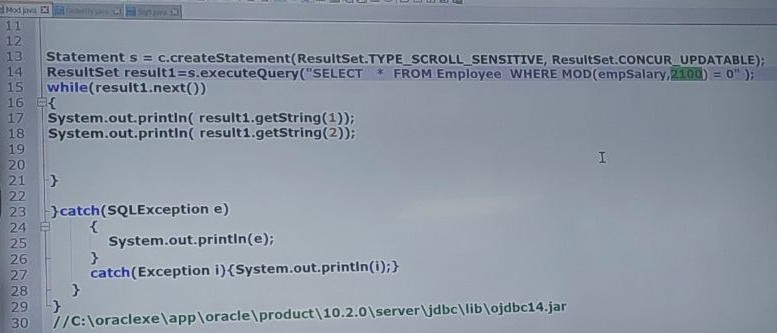 Mod.java
11
12
13 Statement s = c.createStatement(ResultSet.TYPE_SCROLL_SENSITIVE, ResultSet.CONCUR_UPDATABLE);
14 ResultSet result1=s.executeQuery("SELECT * FROM Employee WHERE MOD(empSalary,2100) = 0" );
15 while(result1.next())
16 {
17 System.out.println( result1.getString(1));
18 System.out.println( result1.getString(2));
19
20
21 }
22
23 }catch(SQLException e)
24 {
25 System.out.println(e);
26 }
27 catch(Exception i){System.out.println(i);}
28 }
29 }
30 //C:\oraclexe\app\oracle\product\10.2.0\server\jdbc\lib\ojdbc14.jar